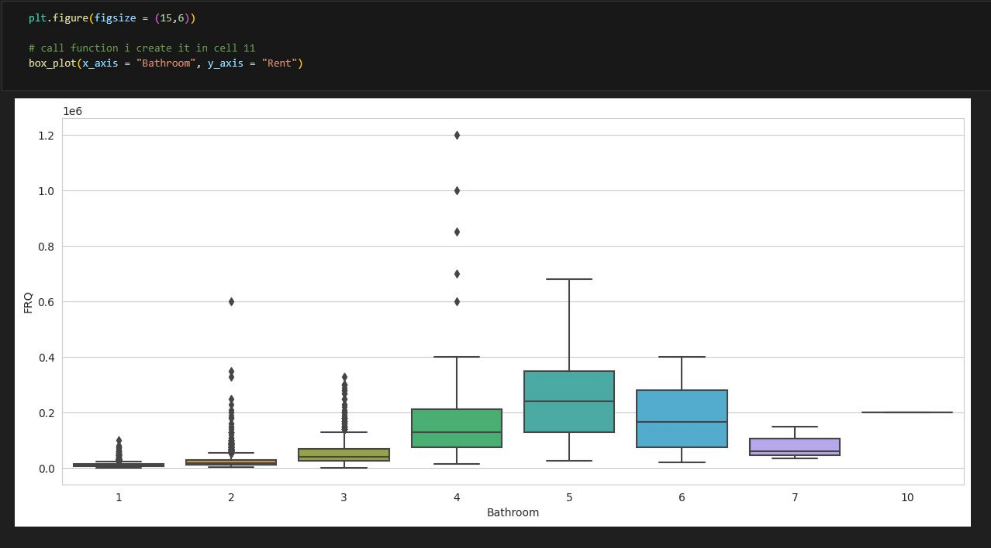 plt.figure(figsize = (15,6))
# call function i create it in cell 11
box_plot(x_axis = "Bathroom", y_axis = "Rent")
1e6
1.2
1.0
0.8
0.6
0.4
0.2
0.0
FRQ
1 2 3 4 5 6 7 10
Bathroom